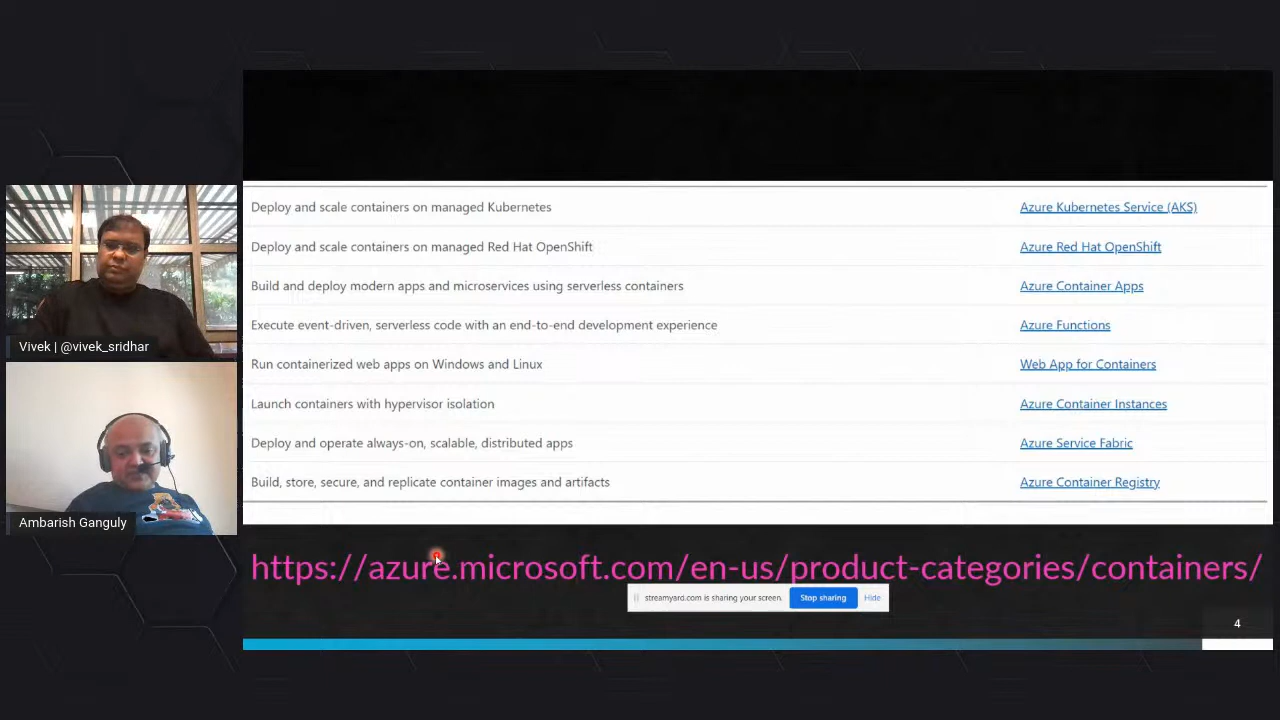 Deploy and scale containers on managed Kubernetes Azure Kubernetes Service (AKS)
Deploy and scale containers on managed Red Hat OpenShift Azure Red Hat OpenShift
Build and deploy modern apps and microservices using serverless containers Azure Container Apps
Execute event-driven, serverless code with an end-to-end development experience Azure Functions
Run containerized web apps on Windows and Linux Web App for Containers
Launch containers with hypervisor isolation Azure Container Instances
Deploy and operate always-on, scalable, distributed apps Azure Service Fabric
Build, store, secure, and replicate container images and artifacts Azure Container Registry
https://azure.microsoft.com/en-us/product-categories/containers/
streamyard.com is sharing your screen. Stop sharing Hide
4
Vivek | @vivek_sridhar
Ambarish Ganguly